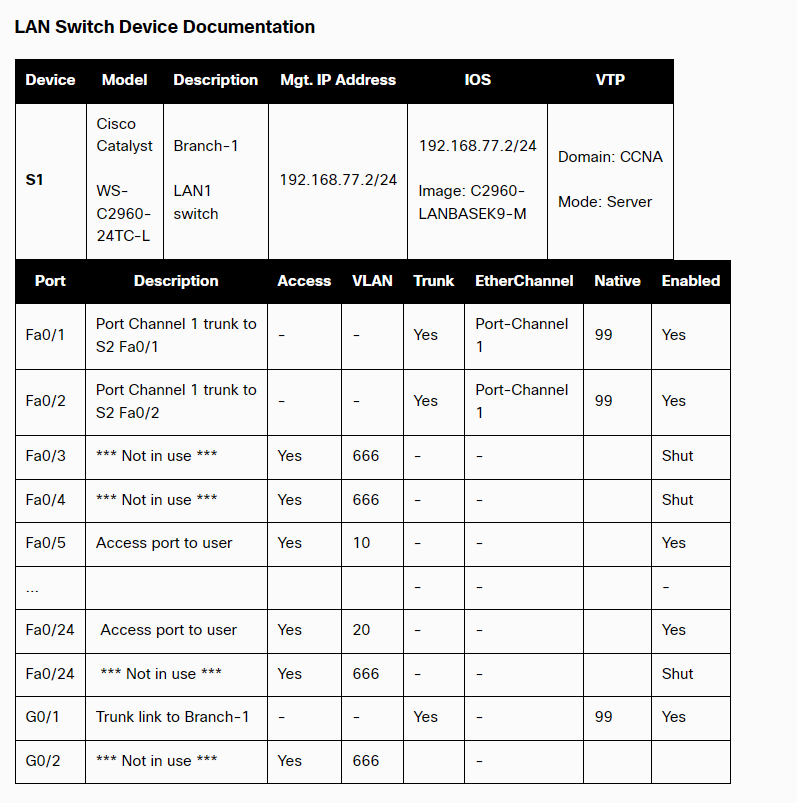 LAN Switch Device Documentation
Device Model Description Mgt. IP Address IOS VTP
S1
Cisco
Catalyst
WS-
C2960-
24TC-L
Branch-1
LAN1
switch
192.168.77.2/24
192.168.77.2/24
Image: C2960-
LANBASEK9-M
Domain: CCNA
Mode: Server
Port Description Access VLAN Trunk EtherChannel Native Enabled
Fa0/1
Port Channel 1 trunk to
S2 Fa0/1
- - Yes
Port-Channel
1
99 Yes
Fa0/2
Port Channel 1 trunk to
S2 Fa0/2
- - Yes
Port-Channel
1
99 Yes
Fa0/3 *** Not in use *** Yes 666 - - Shut
Fa0/4 *** Not in use *** Yes 666 - - Shut
Fa0/5 Access port to user Yes 10 - - Yes
... - - -
Fa0/24 Access port to user Yes 20 - - Yes
Fa0/24 *** Not in use *** Yes 666 - - Shut
G0/1 Trunk link to Branch-1 - - Yes - 99 Yes
G0/2 *** Not in use *** Yes 666 -